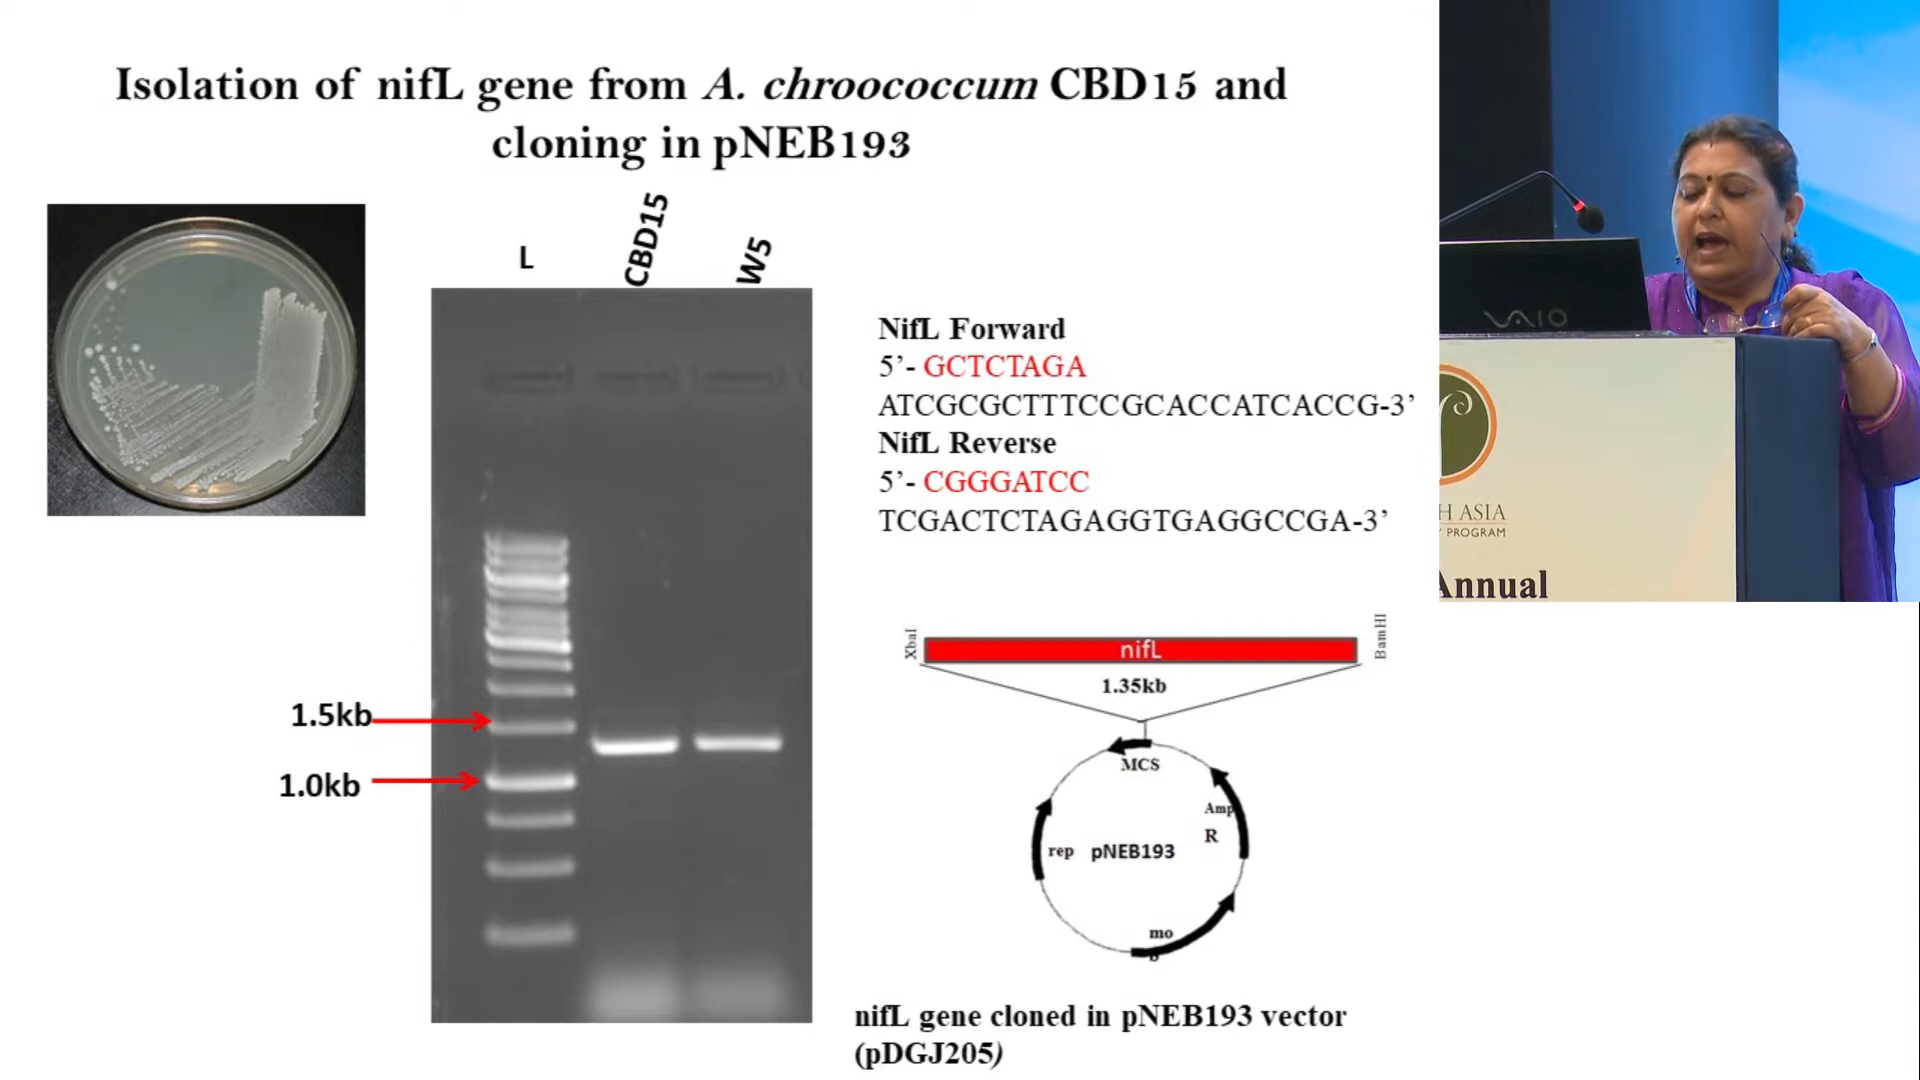 Isolation of nifL gene from A. chroococcum CBD15 and
cloning in pNEB193
L
CBD15
W5
1.5kb
1.0kb
NifL Forward
5’- GCTCTAGA
ATCGCGCTTTCCGCACCATCACCG-3’
NifL Reverse
5’- CGGGATCC
TCGACTCTAGAGGTGAGGCCGA-3’
XbaI
nifL
BamHI
1.35kb
MCS
Amp
R
rep
pNEB193
mo
b
nifL gene cloned in pNEB193 vector
(pDGJ205)
VAIO
H ASIA
Y PROGRAM
Annual